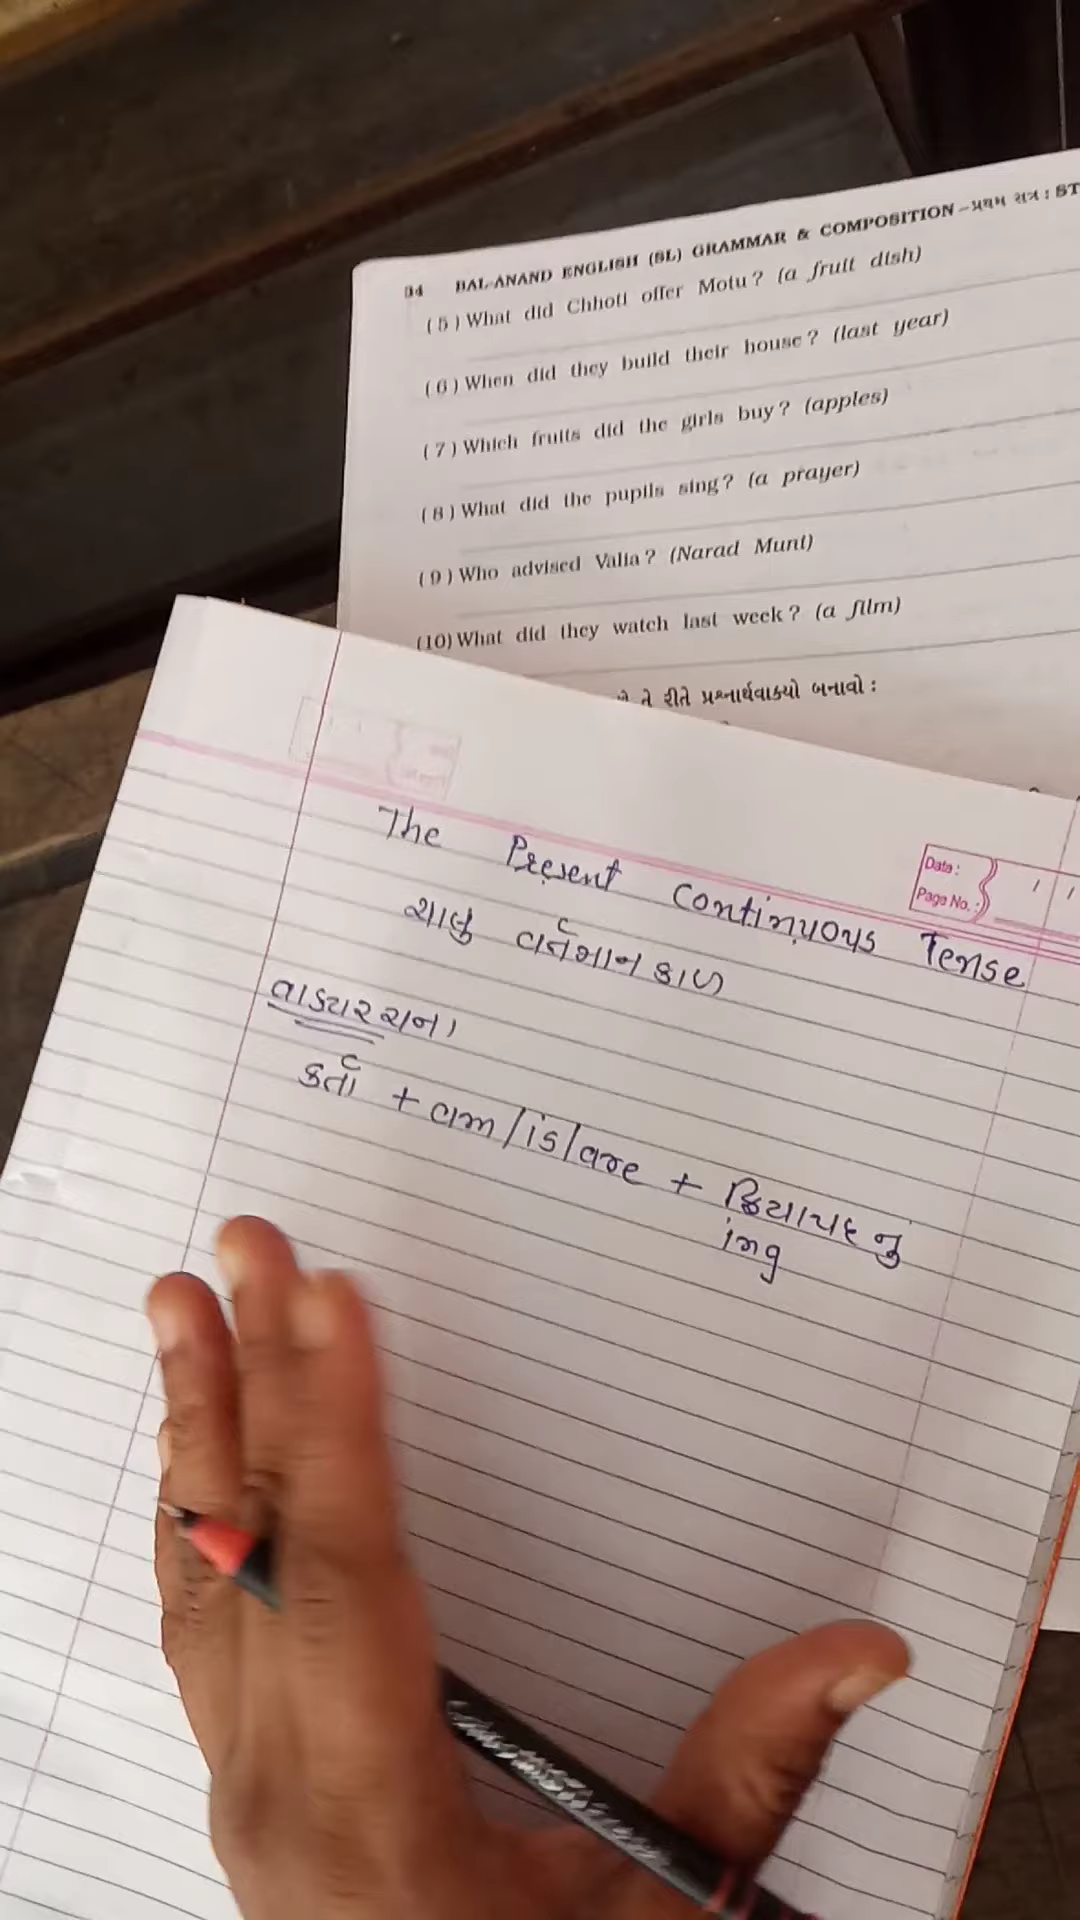 34 BAL-ANAND ENGLISH (SL) GRAMMAR & COMPOSITION – પ્રથમ સત્ર : ST
(5) What did Chhoti offer Motu? (a fruit dish)
(6) When did they build their house? (last year)
(7) Which fruits did the girls buy? (apples)
(8) What did the pupils sing? (a prayer)
(9) Who advised Valia? (Narad Muni)
(10) What did they watch last week? (a film)
તે રીતે પ્રશ્નાર્થવાક્યો બનાવો :
Date :
Page No. :
The Present Continuous Tense
ચાલુ વર્તમાન કાળ
વાક્યરચના
કર્તા + am/is/are + ક્રિયાપદ નુ
ing